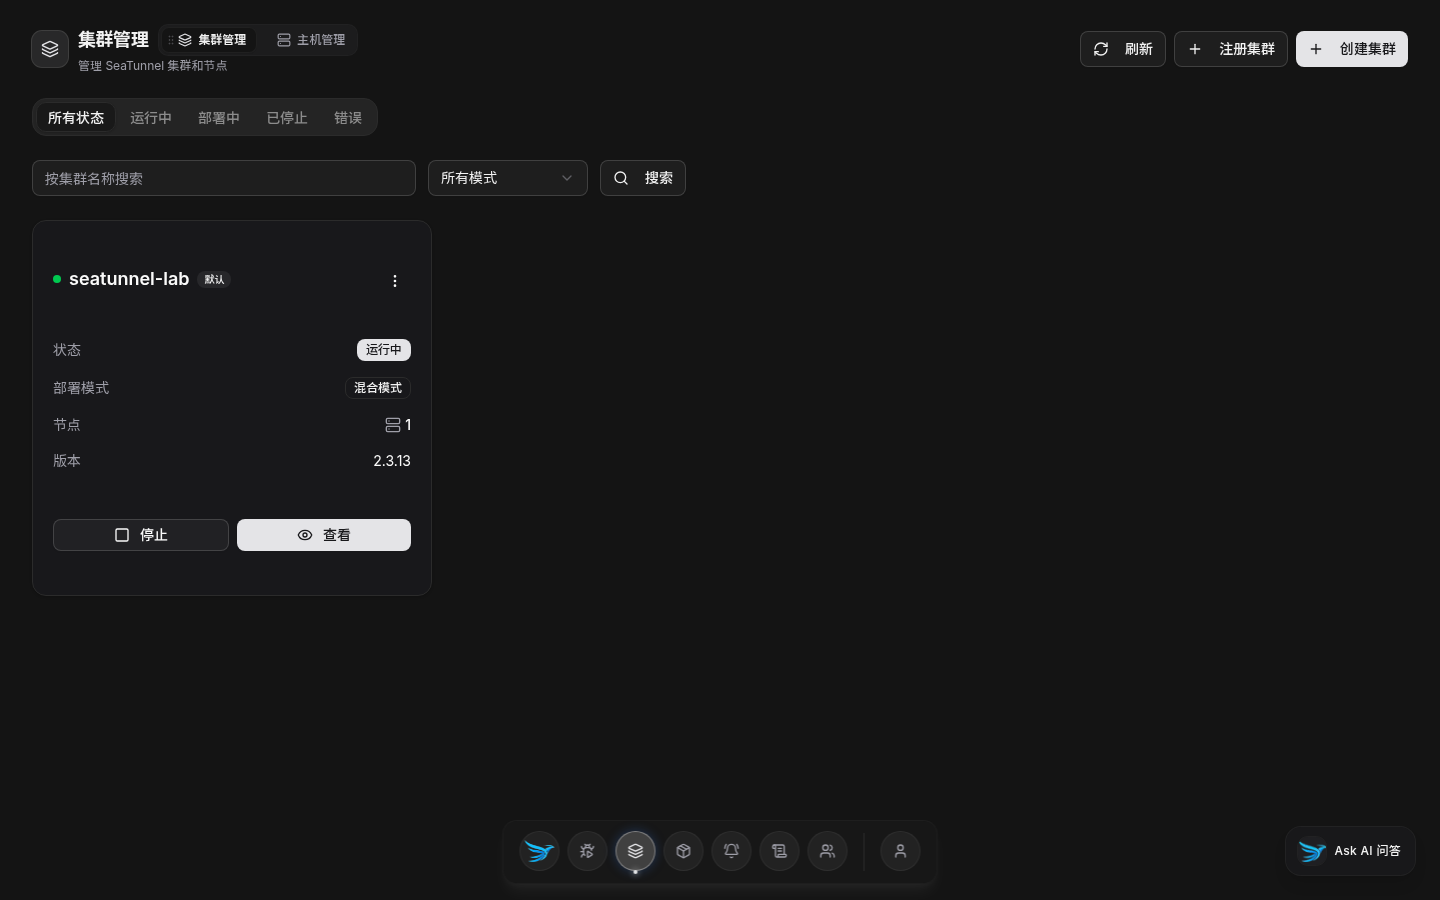 集群管理
集群管理
主机管理
管理 SeaTunnel 集群和节点
刷新
注册集群
创建集群
所有状态
运行中
部署中
已停止
错误
按集群名称搜索
所有模式
搜索
seatunnel-lab
默认
状态
运行中
部署模式
混合模式
节点
1
版本
2.3.13
停止
查看
Ask AI 问答